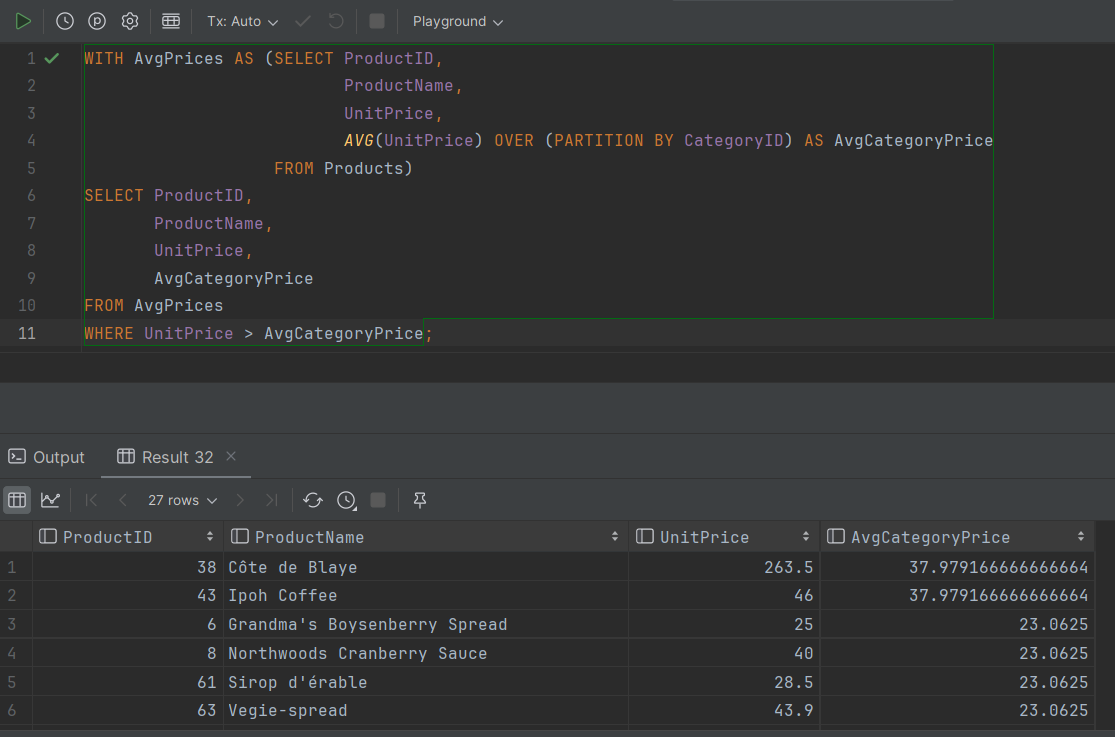 Tx: Auto Playground
1 WITH AvgPrices AS (SELECT ProductID,
2 ProductName,
3 UnitPrice,
4 AVG(UnitPrice) OVER (PARTITION BY CategoryID) AS AvgCategoryPrice
5 FROM Products)
6 SELECT ProductID,
7 ProductName,
8 UnitPrice,
9 AvgCategoryPrice
10 FROM AvgPrices
11 WHERE UnitPrice > AvgCategoryPrice;
Output Result 32
27 rows
ProductID ProductName UnitPrice AvgCategoryPrice
1 38 Côte de Blaye 263.5 37.979166666666664
2 43 Ipoh Coffee 46 37.979166666666664
3 6 Grandma's Boysenberry Spread 25 23.0625
4 8 Northwoods Cranberry Sauce 40 23.0625
5 61 Sirop d'érable 28.5 23.0625
6 63 Vegie-spread 43.9 23.0625